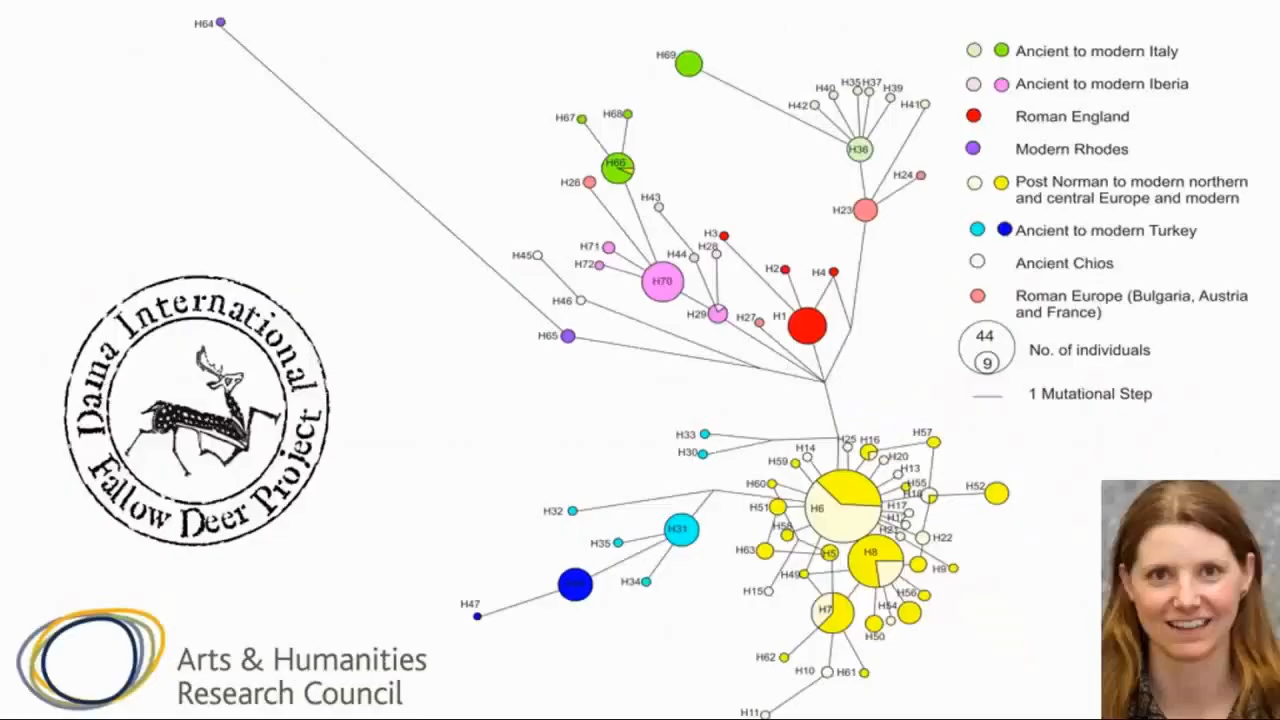 H64
H69
H35
H37
H40
H39
H42
H41
H67
H68
H36
H66
H26
H24
H43
H23
H3
H71
H28
H45
H44
H72
H2
H4
H70
H46
H29
H27
H1
H65
Ancient to modern Italy
Ancient to modern Iberia
Roman England
Modern Rhodes
Post Norman to modern northern
and central Europe and modern
Ancient to modern Turkey
Ancient Chios
Roman Europe (Bulgaria, Austria
and France)
44
9
No. of individuals
1 Mutational Step
Dama International
Fallow Deer Project
H33
H30
H25
H16
H57
H14
H20
H59
H13
H60
H55
H52
H51
H6
H17
H32
H31
H22
H35
H63
H5
H8
H9
H34
H49
H15
H56
H47
H7
H54
H50
H62
H10
H61
H11
Arts & Humanities
Research Council